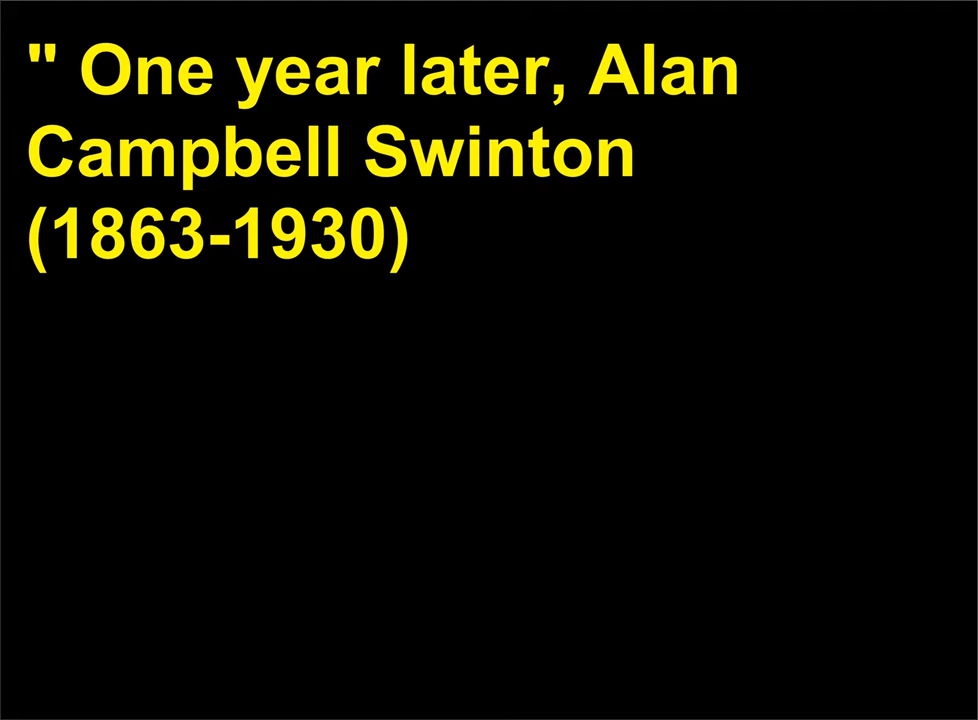 " One year later, Alan
Campbell Swinton
(1863-1930)